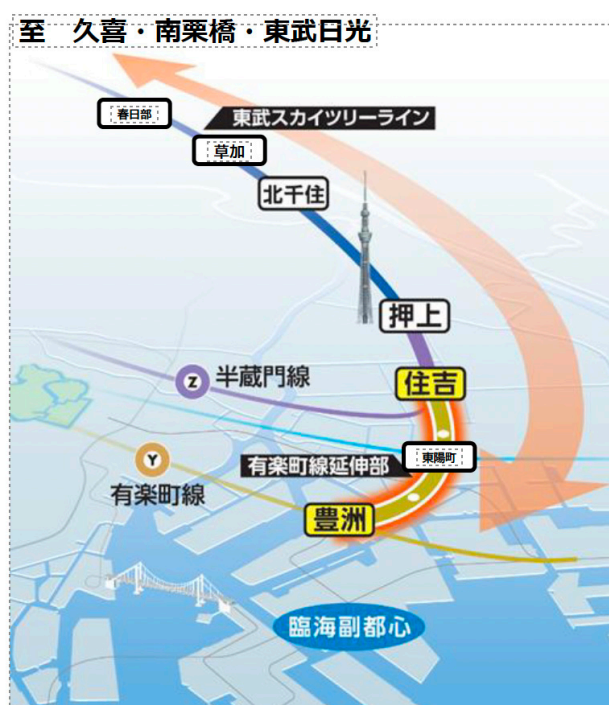 至　久喜・南栗橋・東武日光
春日部
東武スカイツリーライン
草加
北千住
押上
Z 半蔵門線
住吉
東陽町
有楽町線延伸部
Y
有楽町線
豊洲
臨海副都心